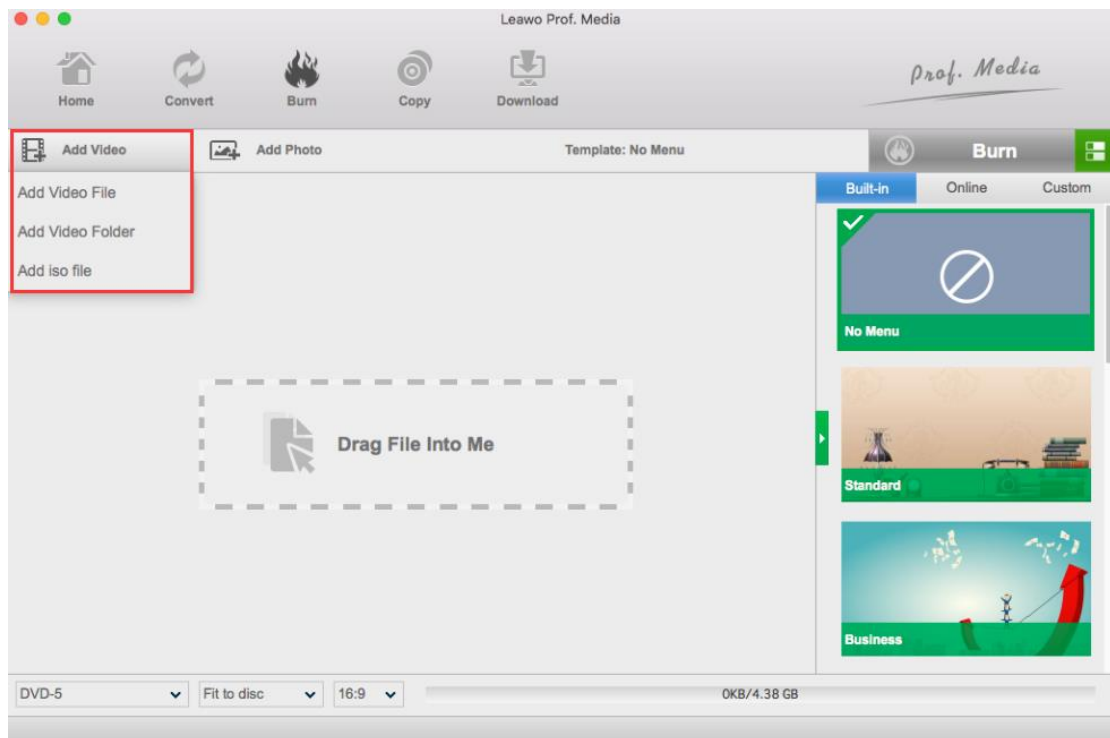 Leawo Prof. Media
Home Convert Burn Copy Download
Prof. Media
Add Video Add Photo Template: No Menu Burn
Add Video File
Add Video Folder
Add iso file
Built-in Online Custom
No Menu
Drag File Into Me
Standard
Business
DVD-5 Fit to disc 16:9 0KB/4.38 GB